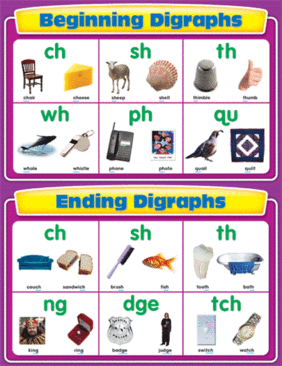 Beginning Digraphs
ch sh th
chair cheese sheep shell thimble thumb
wh ph qu
whale whistle phone photo quail quilt
Ending Digraphs
ch sh th
couch sandwich brush fish tooth bath
ng dge tch
king ring badge judge switch watch